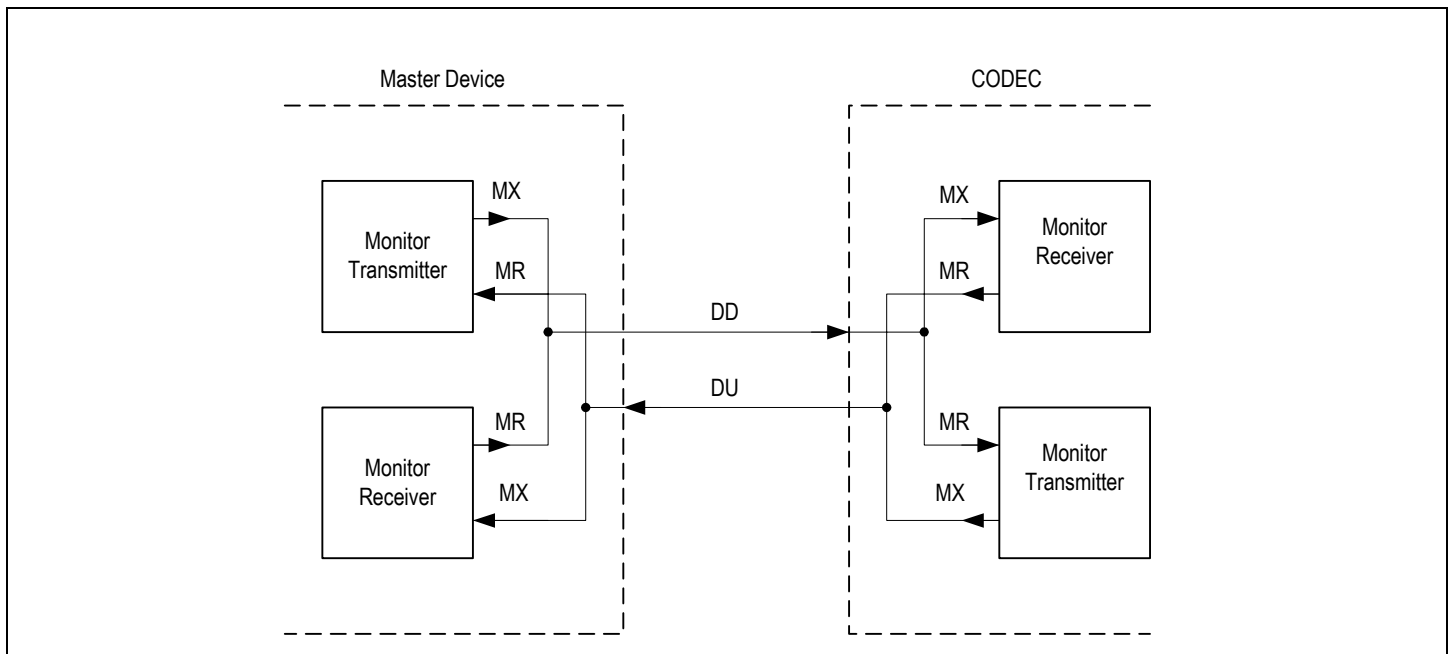 Master Device
CODEC
MX
Monitor
Transmitter
MR
MX
Monitor
Receiver
MR
DD
DU
MR
Monitor
Receiver
MX
MR
Monitor
Transmitter
MX